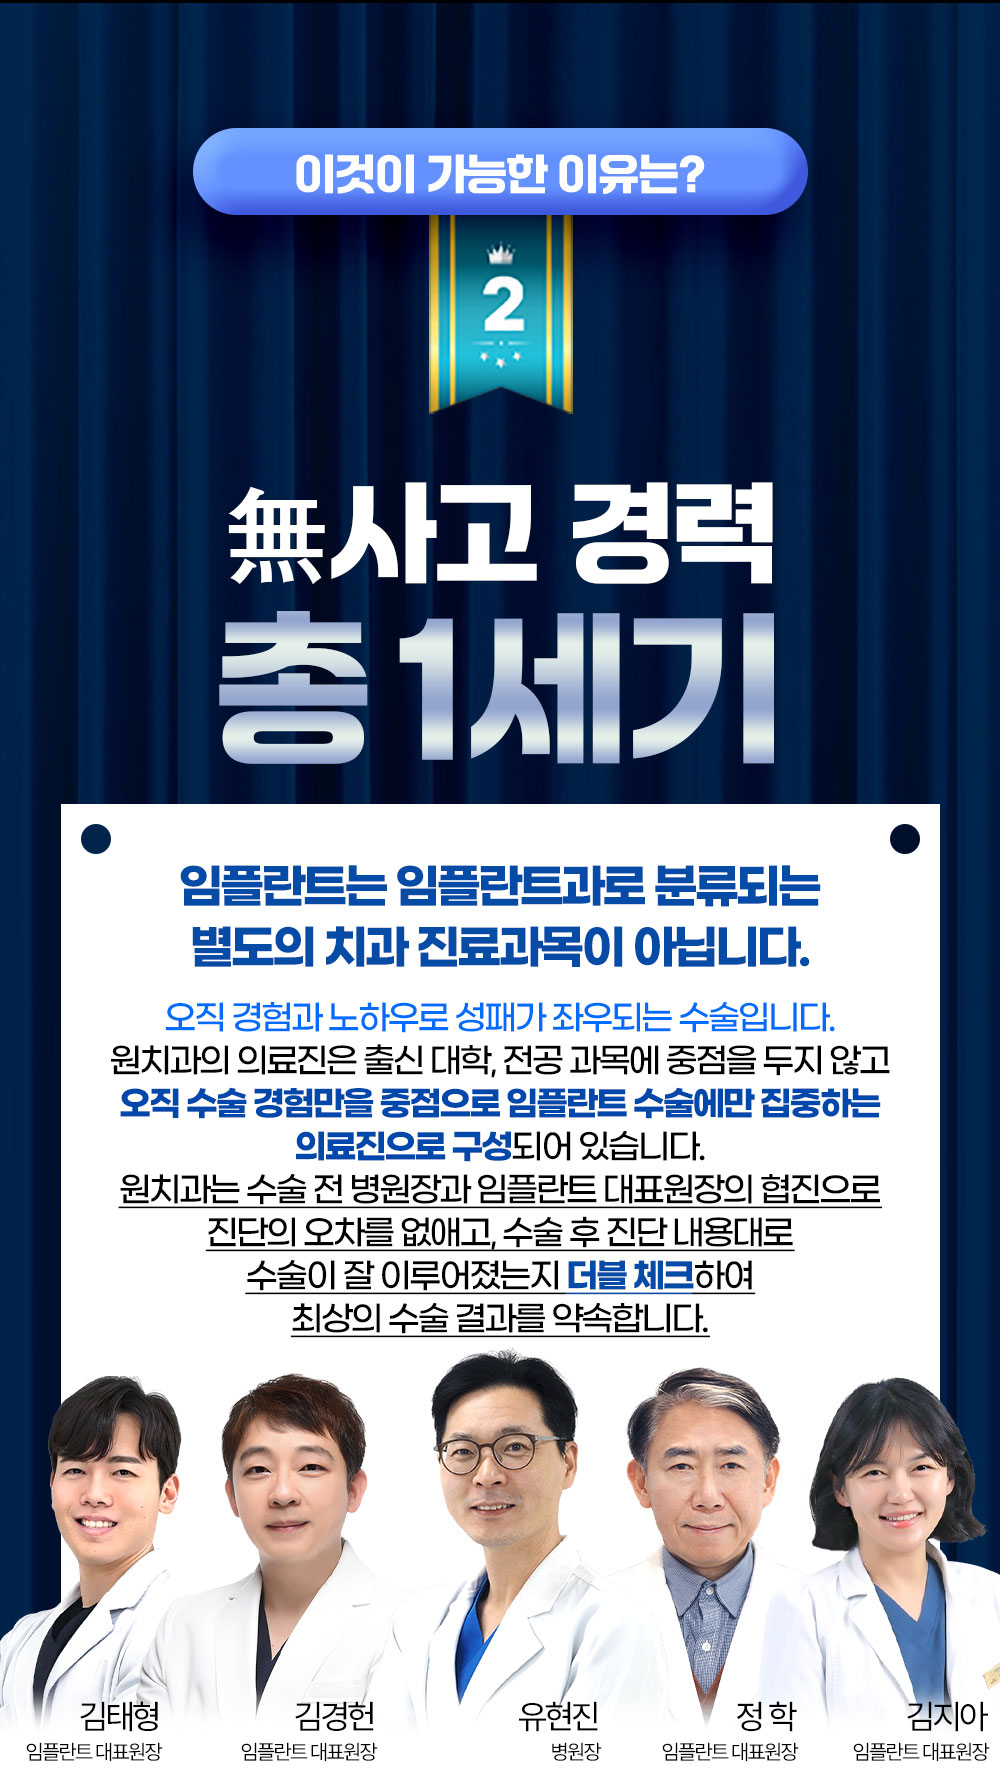 이것이 가능한 이유는?
2
無사고 경력
총 1세기
임플란트는 임플란트과로 분류되는
별도의 치과 진료과목이 아닙니다.
오직 경험과 노하우로 성패가 좌우되는 수술입니다.
원치과의 의료진은 출신 대학, 전공 과목에 중점을 두지 않고
오직 수술 경험만을 중점으로 임플란트 수술에만 집중하는
의료진으로 구성되어 있습니다.
원치과는 수술 전 병원장과 임플란트 대표원장의 협진으로
진단의 오차를 없애고, 수술 후 진단 내용대로
수술이 잘 이루어졌는지 더블 체크하여
최상의 수술 결과를 약속합니다.
김태형
임플란트 대표원장
김경헌
임플란트 대표원장
유현진
병원장
정 학
임플란트 대표원장
김지아
임플란트 대표원장